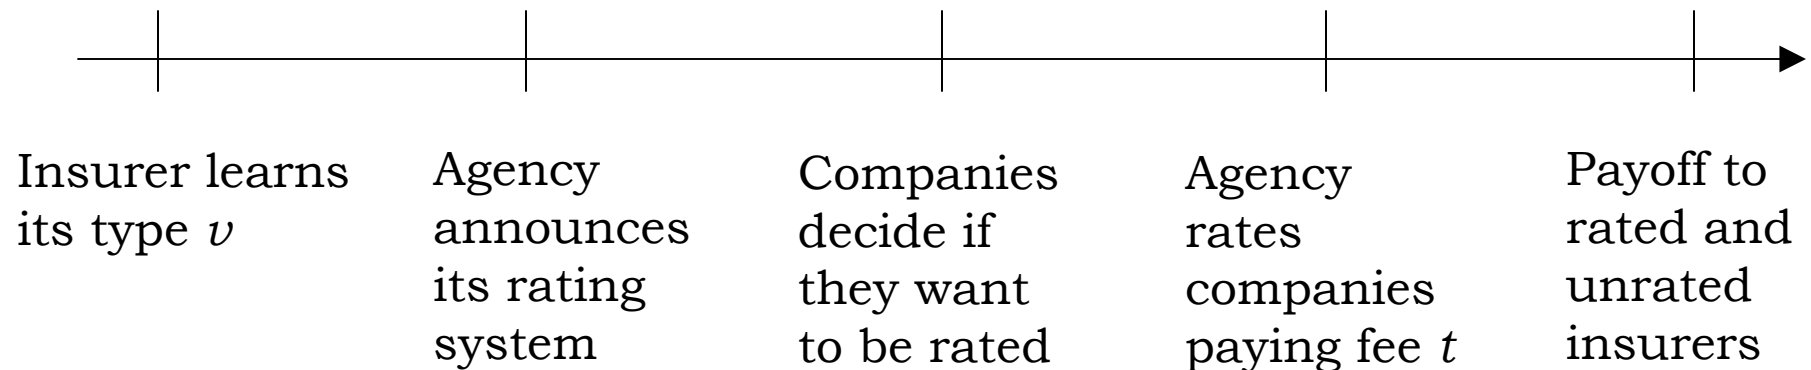 Insurer learns
its type v
Agency
announces
its rating
system
Companies
decide if
they want
to be rated
Agency
rates
companies
paying fee t
Payoff to
rated and
unrated
insurers